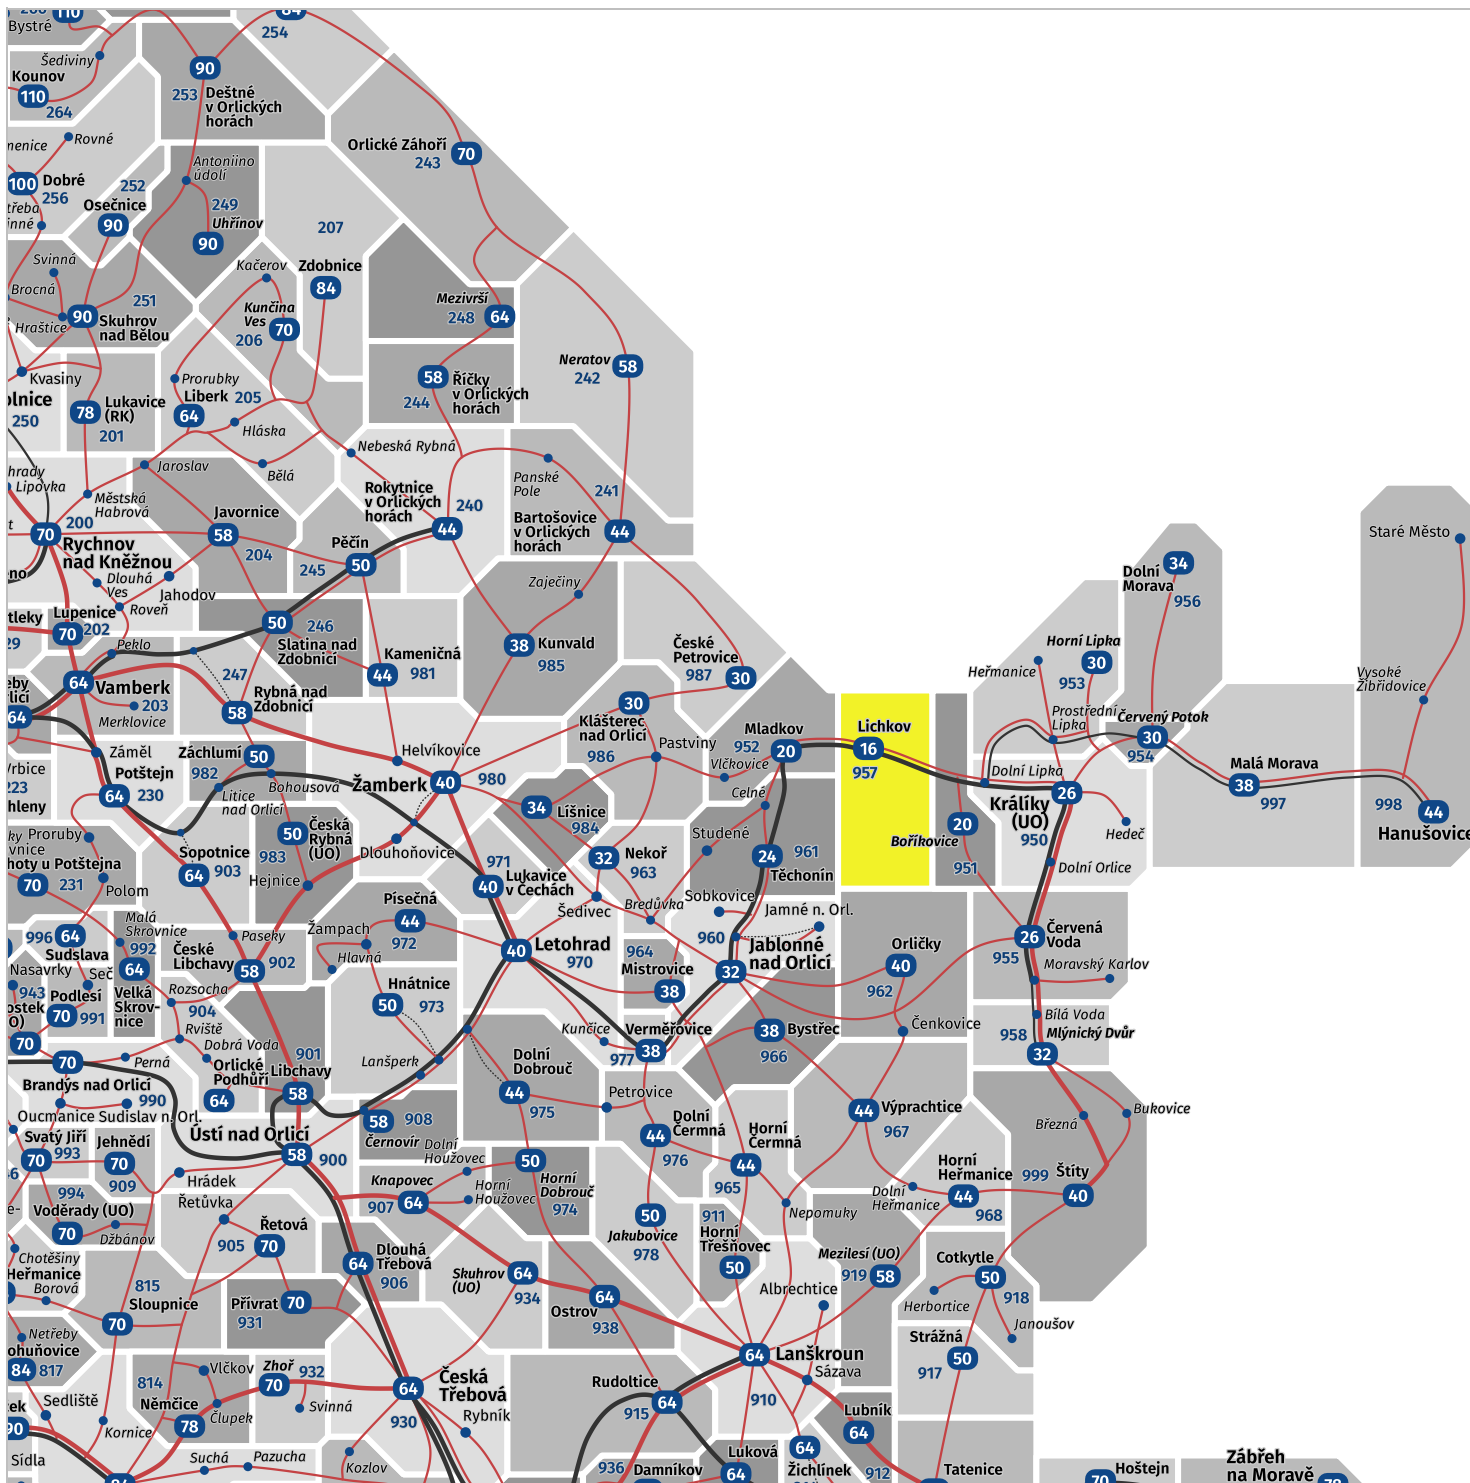 Bystré
110
84
254
Šediviny
Kounov
110
264
90
253
Deštné
v Orlických
horách
Rovné
100
Dobré
256
252
Osečnice
90
Antoniino
údolí
249
Uhřínov
90
207
Orlické Záhoří
243
70
Svinná
Brocná
Hraštice
90
251
Skuhrov
nad Bělou
Kačerov
Zdobnice
84
Kunčina
Ves
206
70
Mezivrší
248
64
Neratov
242
58
Kvasiny
250
78
Lukavice
(RK)
201
Prorubky
Liberk
205
64
Hláska
Bělá
58
244
Říčky
v Orlických
horách
Nebeská Rybná
Panské
Pole
241
Lipovka
Jaroslav
Městská
Habrová
200
70
Rychnov
nad Kněžnou
Javornice
58
204
Rokytnice
v Orlických
horách
240
44
Bartošovice
v Orlických
horách
44
Pěčín
245
50
Dlouhá
Ves
Jahodov
Roveň
Lupenice
70
202
Peklo
50
246
Slatina nad
Zdobnicí
Zaječiny
38
Kunvald
985
České
Petrovice
987
30
Kameničná
44
981
247
Rybná nad
Zdobnicí
58
64
Vamberk
203
Merklovice
64
Záměl
Potštejn
64
230
Záchlumí
982
50
Litice
nad Orlicí
Bohousová
Helvíkovice
Žamberk
40
980
30
Klášterec
nad Orlicí
986
Pastviny
Mladkov
952
20
Vlčkovice
Celné
Lichkov
16
957
Dolní Lipka
Králíky
(UO)
950
26
Hedeč
Dolní Orlice
Boříkovice
20
951
Heřmanice
Horní Lipka
953
30
Prostřední
Lipka
Dolní
Morava
34
956
Červený Potok
30
954
Malá Morava
38
997
Staré Město
Vysoké
Žibřidovice
998
44
Hanušovice
34
Líšnice
984
32
Nekoř
963
Studené
24
961
Těchonín
Sobkovice
Jamné n. Orl.
960
Jablonné
nad Orlicí
32
Šedivec
Bredůvka
50
Česká
Rybná
(UO)
983
Hejnice
Dlouhoňovice
971
40
Lukavice
v Čechách
Sopotnice
64
903
Proruby
70
231
Polom
996
64
Sudslava
Malá
Skrovnice
992
64
Velká
Skrov-
nice
Nasavrky
943
Seč
Podlesí
70
991
70
České
Libchavy
58
902
Paseky
Rozsocha
904
Rviště
Dobrá Voda
Písečná
44
972
Žampach
Hlavná
Hnátnice
50
973
Letohrad
40
970
964
Mistrovice
38
Kunčice
Verměřovice
977
38
38
Bystřec
966
Orličky
40
962
Čenkovice
26
Červená
Voda
955
Moravský Karlov
Bílá Voda
958
Mlýnický Dvůr
32
Bukovice
Březná
999
Štíty
40
70
Perná
Brandýs nad Orlicí
990
Oucmanice
Sudislav n. Orl.
Orlické
Podhůří
64
901
Libchavy
58
Lanšperk
58
908
Černovír
Dolní
Dobrouč
44
975
Petrovice
44
Dolní
Čermná
976
Horní
Čermná
44
965
44
Výprachtice
967
Horní
Heřmanice
44
968
Dolní
Heřmanice
Nepomuky
Svatý Jiří
993
70
Jehnědí
70
909
Hrádek
Ústí nad Orlicí
58
900
Dolní
Houžovec
Horní
Houžovec
Knapovec
907
64
50
Horní
Dobrouč
974
50
Jakubovice
978
911
Horní
Třešňovec
50
Mezilesí (UO)
919
58
Cotkytle
50
918
Herbortice
Janoušov
Strážná
917
50
994
Voděrady (UO)
70
Džbánov
Řetůvka
905
Řetová
70
Dlouhá
Třebová
64
906
Chotěšiny
Heřmanice
Borová
815
Sloupnice
70
Přívrat
70
931
Skuhrov
(UO)
64
934
Ostrov
64
938
Albrechtice
64
Lanškroun
Sázava
910
Netřeby
84
817
Sedliště
Kornice
Sídla
814
Vlčkov
Němčice
78
Člupek
Zhoř
932
70
Svinná
Suchá
Pazucha
64
Česká
Třebová
930
Rybník
Kozlov
Rudoltice
915
64
936
Damníkov
Luková
64
64
Žichlínek
Lubník
64
912
Tatenice
70
Hoštejn
Zábřeh
na Moravě